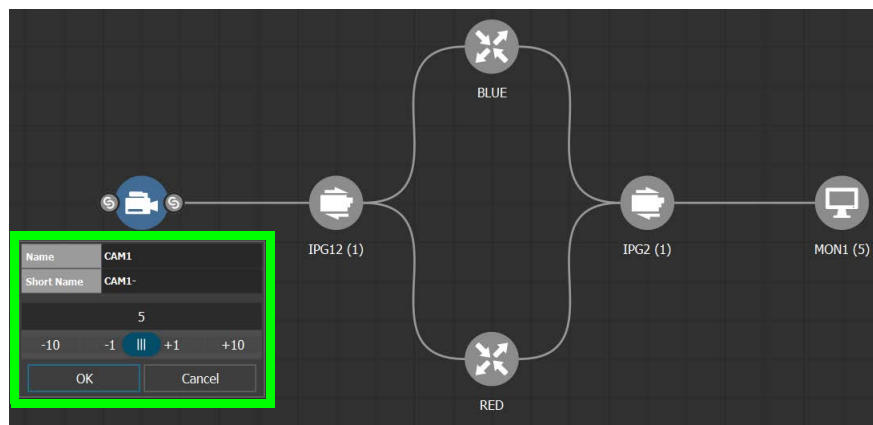 BLUE
IPG12 (1)
IPG2 (1)
MON1 (5)
Name CAM1
Short Name CAM1-
5
-10 -1 +1 +10
OK Cancel
RED